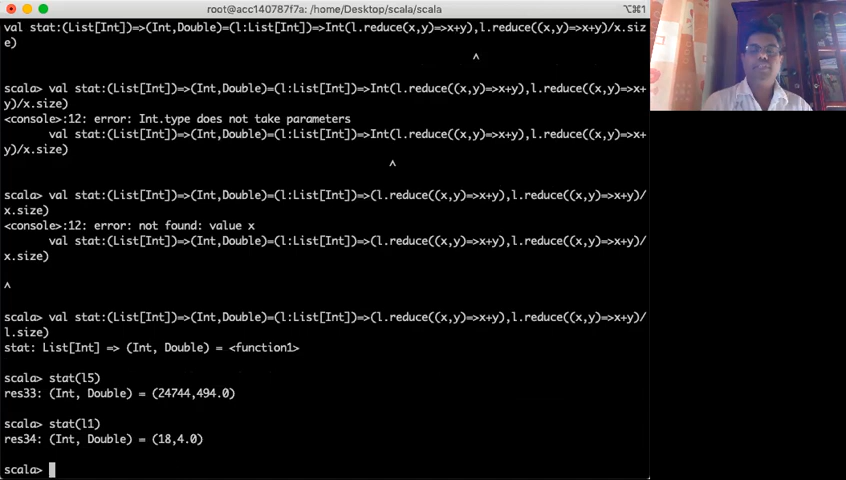 root@acc140787f7a: /home/Desktop/scala/scala
⌥⌘1
val stat:(List[Int])=>(Int,Double)=(l:List[Int])=>Int(l.reduce(x,y)=>x+y),l.reduce((x,y)=>x+y)/x.siz
e)
^
scala> val stat:(List[Int])=>(Int,Double)=(l:List[Int])=>Int(l.reduce((x,y)=>x+y),l.reduce((x,y)=>x+
y)/x.size)
<console>:12: error: Int.type does not take parameters
val stat:(List[Int])=>(Int,Double)=(l:List[Int])=>Int(l.reduce((x,y)=>x+y),l.reduce((x,y)=>x+
y)/x.size)
^
scala> val stat:(List[Int])=>(Int,Double)=(l:List[Int])=>(l.reduce((x,y)=>x+y),l.reduce((x,y)=>x+y)/
x.size)
<console>:12: error: not found: value x
val stat:(List[Int])=>(Int,Double)=(l:List[Int])=>(l.reduce((x,y)=>x+y),l.reduce((x,y)=>x+y)/
x.size)
^
scala> val stat:(List[Int])=>(Int,Double)=(l:List[Int])=>(l.reduce((x,y)=>x+y),l.reduce((x,y)=>x+y)/
l.size)
stat: List[Int] => (Int, Double) = <function1>
scala> stat(l5)
res33: (Int, Double) = (24744,494.0)
scala> stat(l1)
res34: (Int, Double) = (18,4.0)
scala>